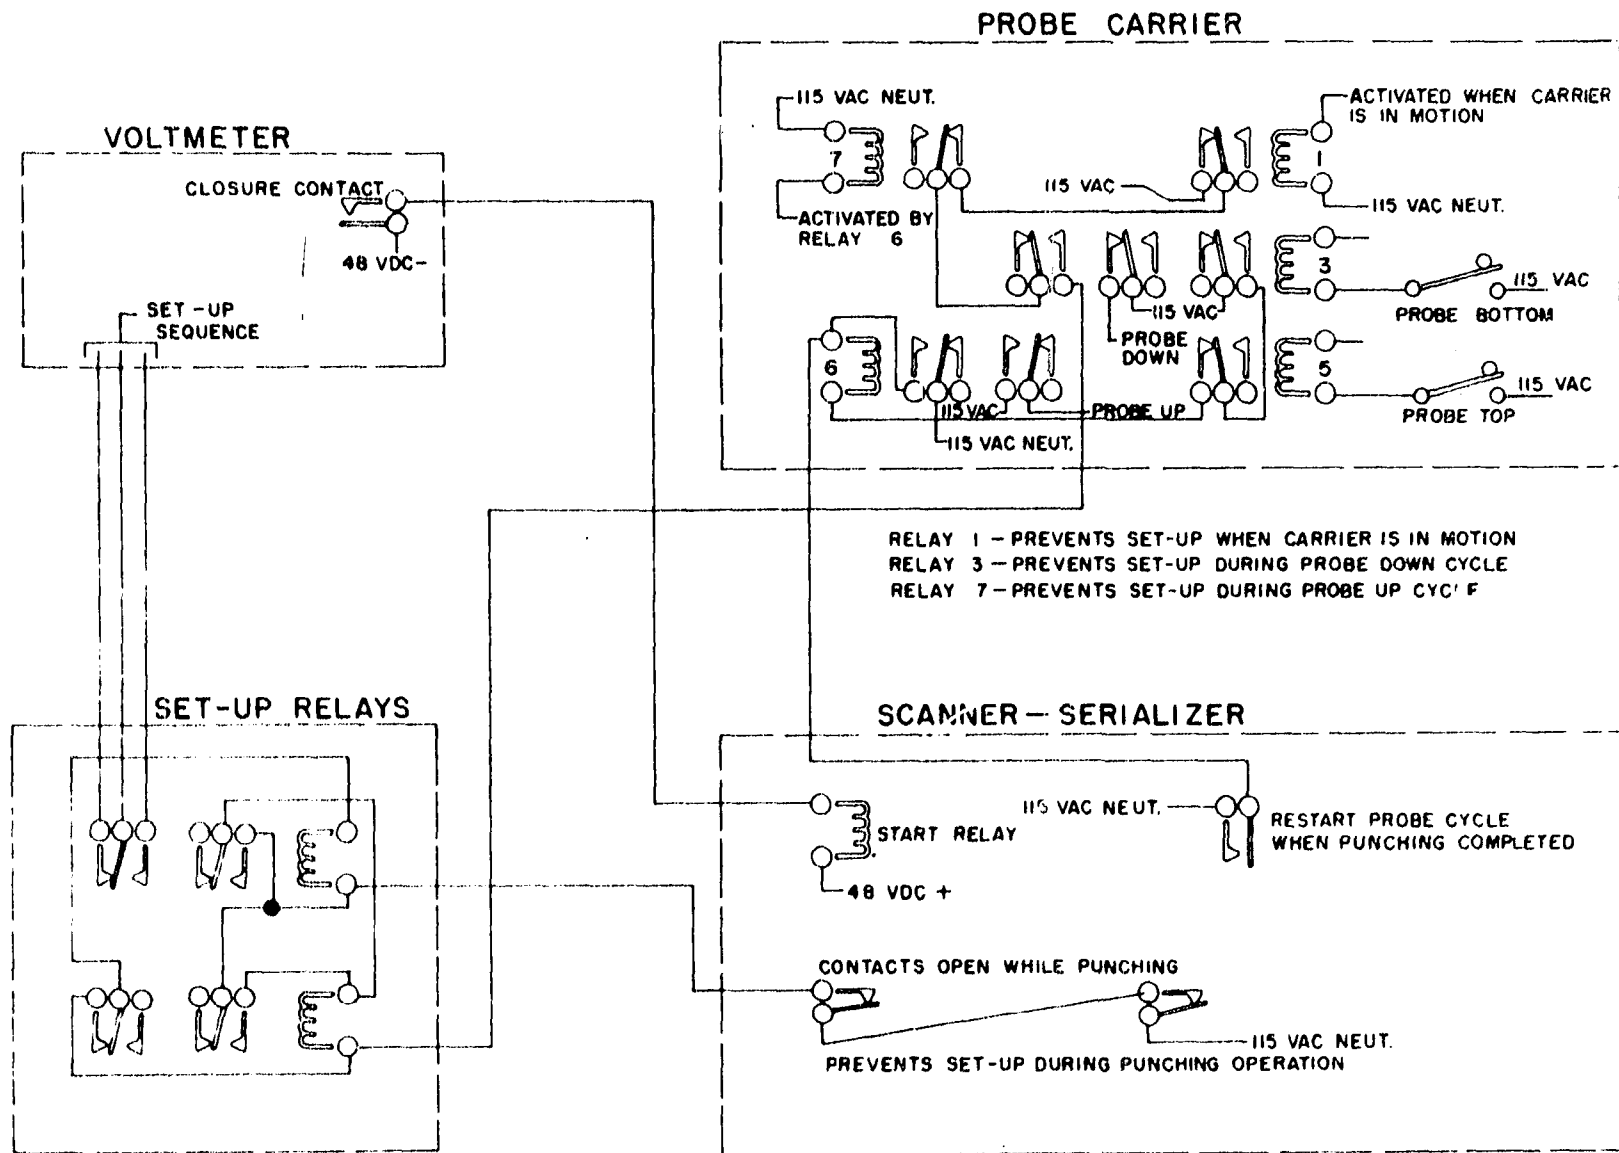 PROBE CARRIER
115 VAC NEUT.
7
ACTIVATED BY
RELAY 6
115 VAC
1
ACTIVATED WHEN CARRIER
IS IN MOTION
115 VAC NEUT.
VOLTMETER
CLOSURE CONTACT
48 VDC-
SET-UP
SEQUENCE
3
115 VAC
PROBE BOTTOM
115 VAC
PROBE
DOWN
6
5
115 VAC
PROBE TOP
115 VAC
PROBE UP
115 VAC NEUT.
RELAY 1 - PREVENTS SET-UP WHEN CARRIER IS IN MOTION
RELAY 3 - PREVENTS SET-UP DURING PROBE DOWN CYCLE
RELAY 7 - PREVENTS SET-UP DURING PROBE UP
SET-UP RELAYS
SCANNER - SERIALIZER
START RELAY
48 VDC +
115 VAC NEUT.
RESTART PROBE CYCLE
WHEN PUNCHING COMPLETED
CONTACTS OPEN WHILE PUNCHING
115 VAC NEUT.
PREVENTS SET-UP DURING PUNCHING OPERATION